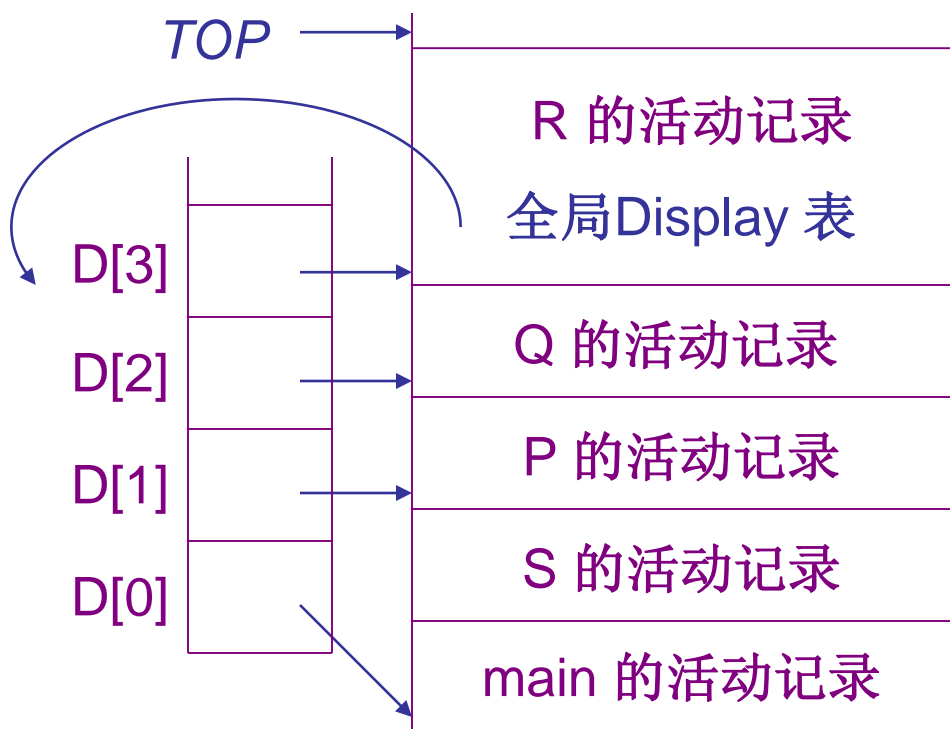 TOP
R 的活动记录
全局Display 表
D[3]
Q 的活动记录
D[2]
P 的活动记录
D[1]
S 的活动记录
D[0]
main 的活动记录